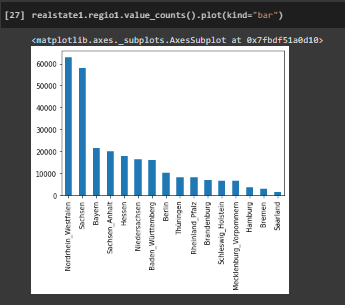 [27] realstate1.regio1.value_counts().plot(kind="bar")
<matplotlib.axes._subplots.AxesSubplot at 0x7fbdf51a0d10>
60000
50000
40000
30000
20000
10000
0
Nordrhein_Westfalen
Sachsen
Bayern
Sachsen_Anhalt
Hessen
Niedersachsen
Baden_Württemberg
Berlin
Thüringen
Rheinland_Pfalz
Brandenburg
Schleswig_Holstein
Mecklenburg_Vorpommern
Hamburg
Bremen
Saarland